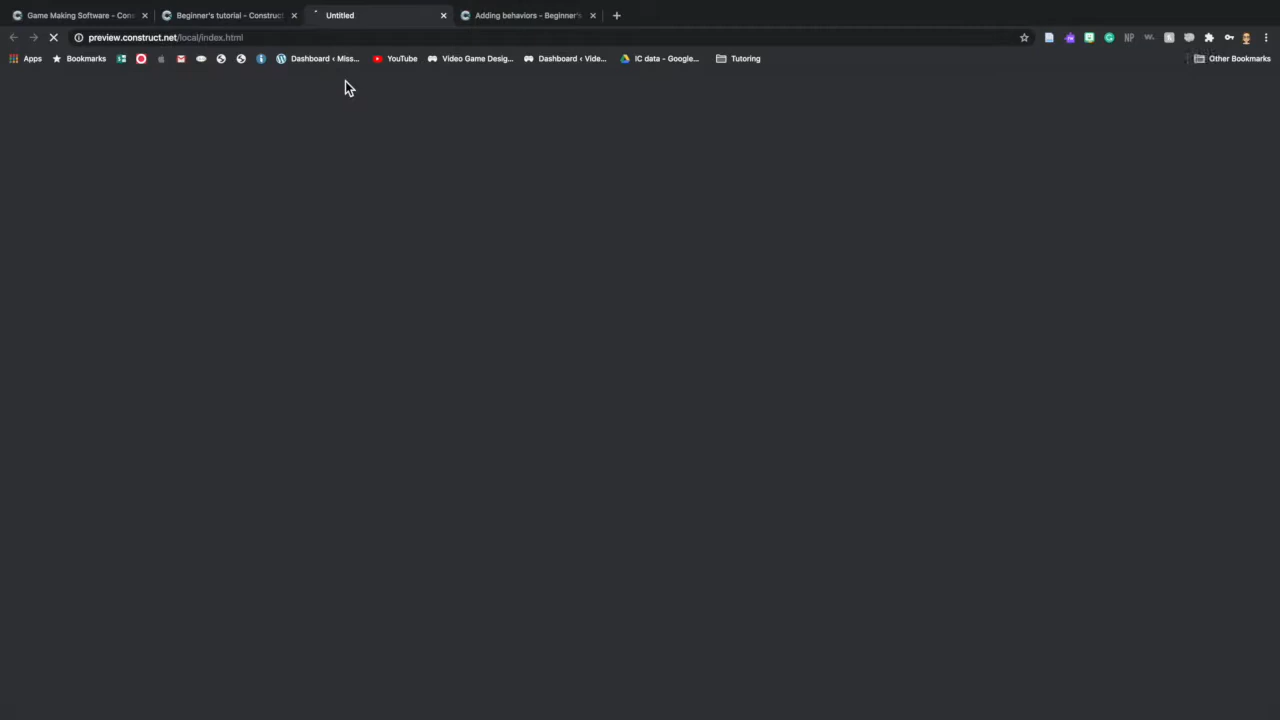 Game Making Software - Con Beginner's tutorial - Construct Untitled Adding behaviors - Beginner's
preview.construct.net/local/index.html
Apps Bookmarks Dashboard ‹ Miss... YouTube Video Game Desig... Dashboard ‹ Vide... IC data - Google... Tutoring Other Bookmarks